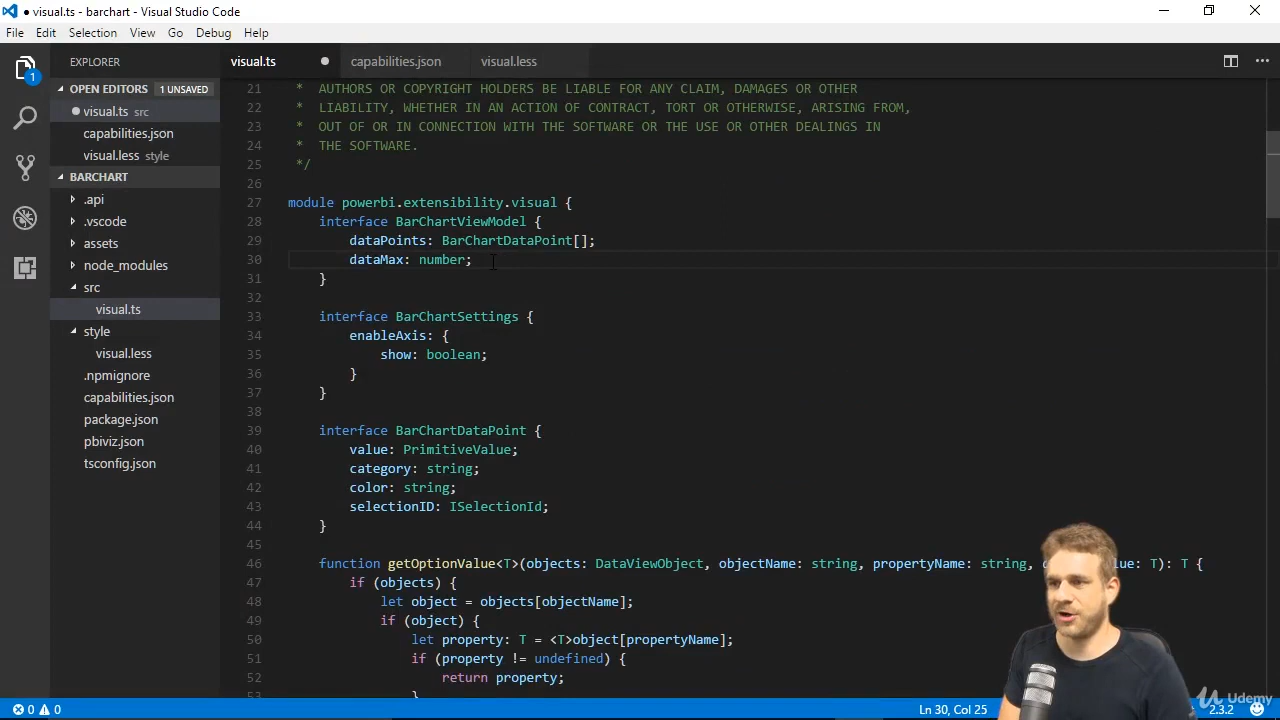 visual.ts - barchart - Visual Studio Code
File Edit Selection View Go Debug Help
EXPLORER
OPEN EDITORS 1 UNSAVED
visual.ts src
capabilities.json
visual.less style
BARCHART
.api
.vscode
assets
node_modules
src
visual.ts
style
visual.less
.npmignore
capabilities.json
package.json
pbiviz.json
tsconfig.json
1
visual.ts capabilities.json visual.less
21 * AUTHORS OR COPYRIGHT HOLDERS BE LIABLE FOR ANY CLAIM, DAMAGES OR OTHER
22 * LIABILITY, WHETHER IN AN ACTION OF CONTRACT, TORT OR OTHERWISE, ARISING FROM,
23 * OUT OF OR IN CONNECTION WITH THE SOFTWARE OR THE USE OR OTHER DEALINGS IN
24 * THE SOFTWARE.
25 */
26
27 module powerbi.extensibility.visual {
28 interface BarChartViewModel {
29 dataPoints: BarChartDataPoint[];
30 dataMax: number;
31 }
32
33 interface BarChartSettings {
34 enableAxis: {
35 show: boolean;
36 }
37 }
38
39 interface BarChartDataPoint {
40 value: PrimitiveValue;
41 category: string;
42 color: string;
43 selectionID: ISelectionId;
44 }
45
46 function getOptionValue<T>(objects: DataViewObject, objectName: string, propertyName: string, ue: T): T {
47 if (objects) {
48 let object = objects[objectName];
49 if (object) {
50 let property: T = <T>object[propertyName];
51 if (property != undefined) {
52 return property;
53 }
0 0 Ln 30, Col 25 2.3.2
Udemy